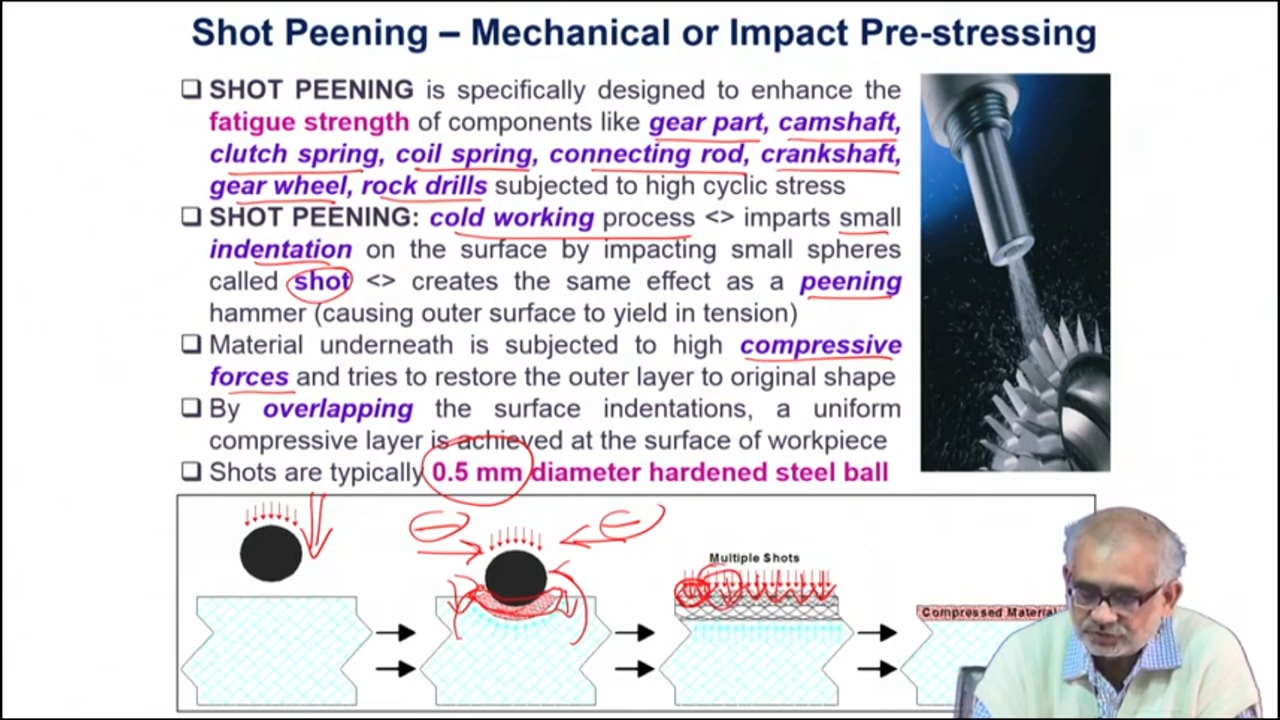 Shot Peening – Mechanical or Impact Pre-stressing
❑ SHOT PEENING is specifically designed to enhance the
fatigue strength of components like gear part, camshaft,
clutch spring, coil spring, connecting rod, crankshaft,
gear wheel, rock drills subjected to high cyclic stress
❑ SHOT PEENING: cold working process <> imparts small
indentation on the surface by impacting small spheres
called shot <> creates the same effect as a peening
hammer (causing outer surface to yield in tension)
❑ Material underneath is subjected to high compressive
forces and tries to restore the outer layer to original shape
❑ By overlapping the surface indentations, a uniform
compressive layer is achieved at the surface of workpiece
❑ Shots are typically 0.5 mm diameter hardened steel ball
Multiple Shots
Compressed Material